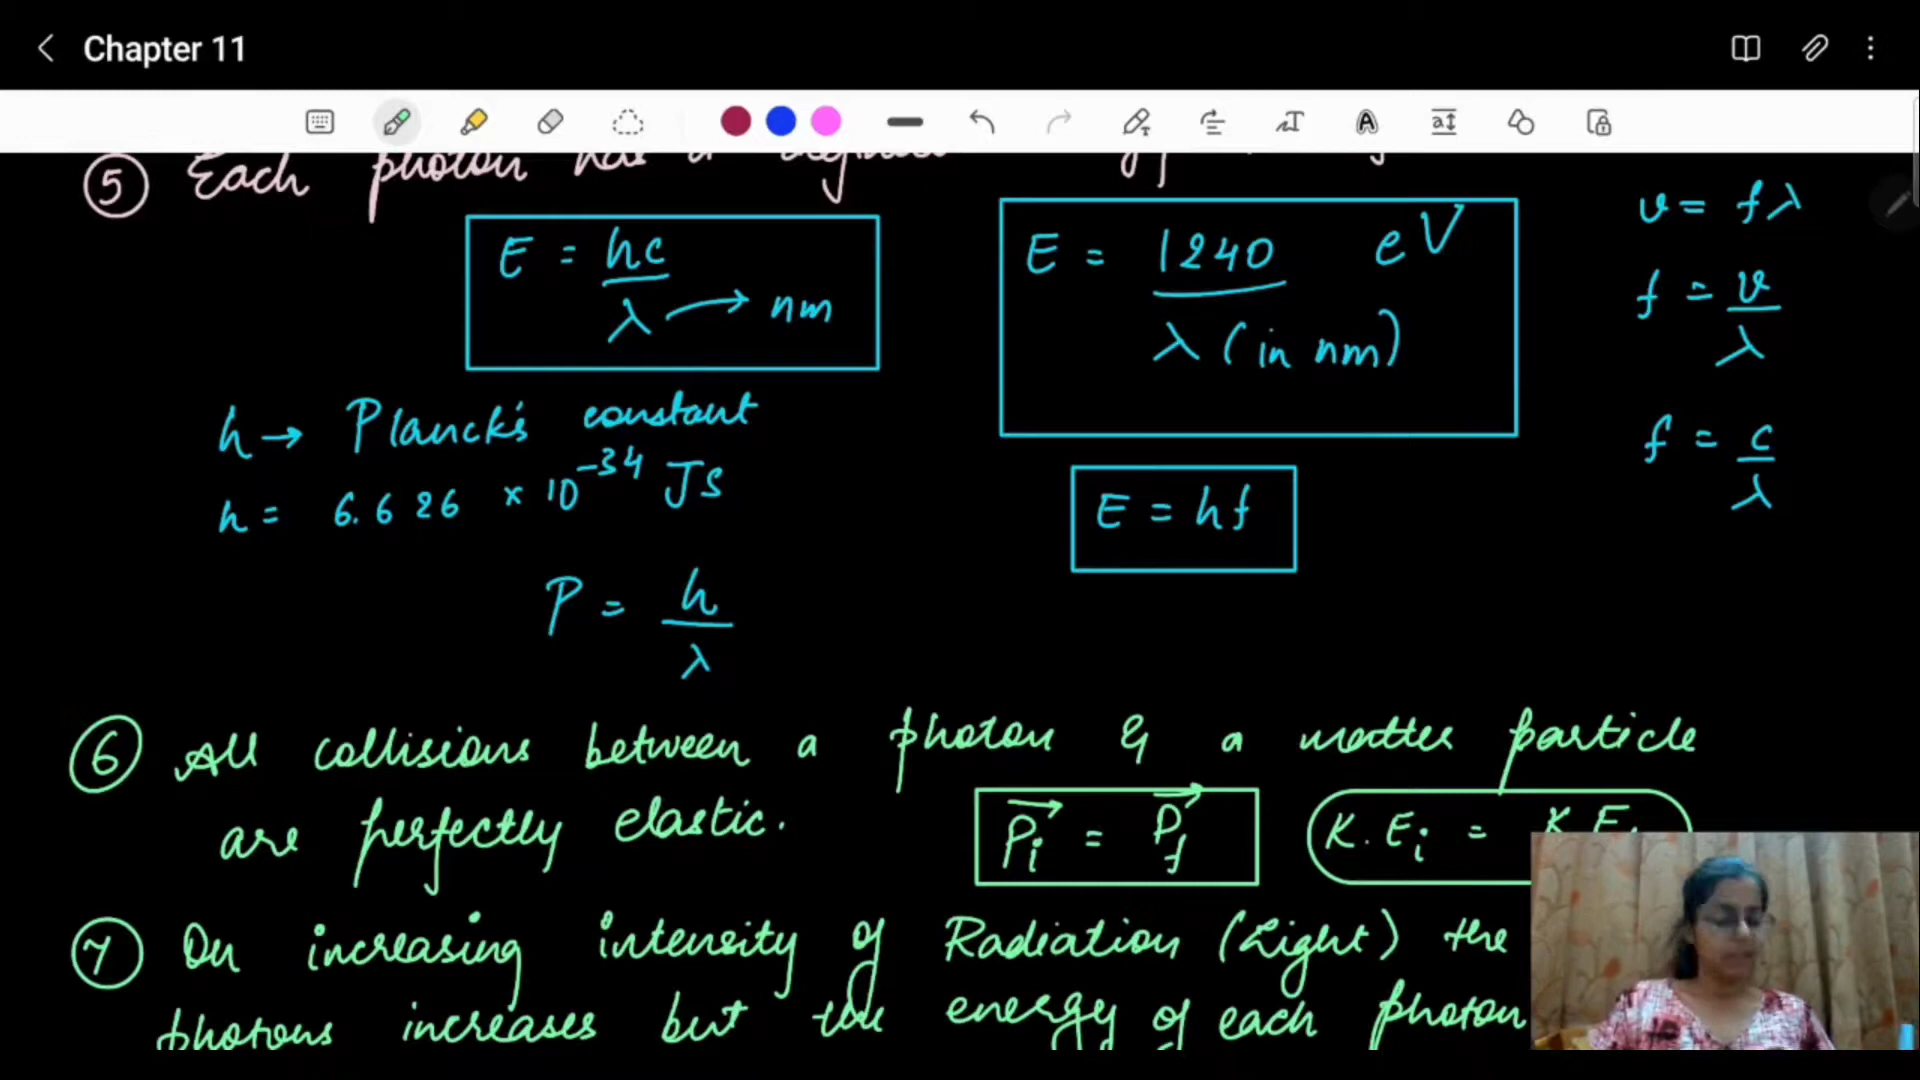 Chapter 11
⑤ Each photon has a
E = hc / λ → nm
E = 1240 / λ (in nm) eV
v = fλ
f = v / λ
f = c / λ
h → Planck's constant
h = 6.626 × 10⁻³⁴ JS
E = hf
P = h / λ
⑥ All collisions between a photon & a matter particle
are perfectly elastic.
P⃗i = P⃗f
K.Ei =
⑦ On increasing intensity of Radiation (Light) the
photons increases but the energy of each photon